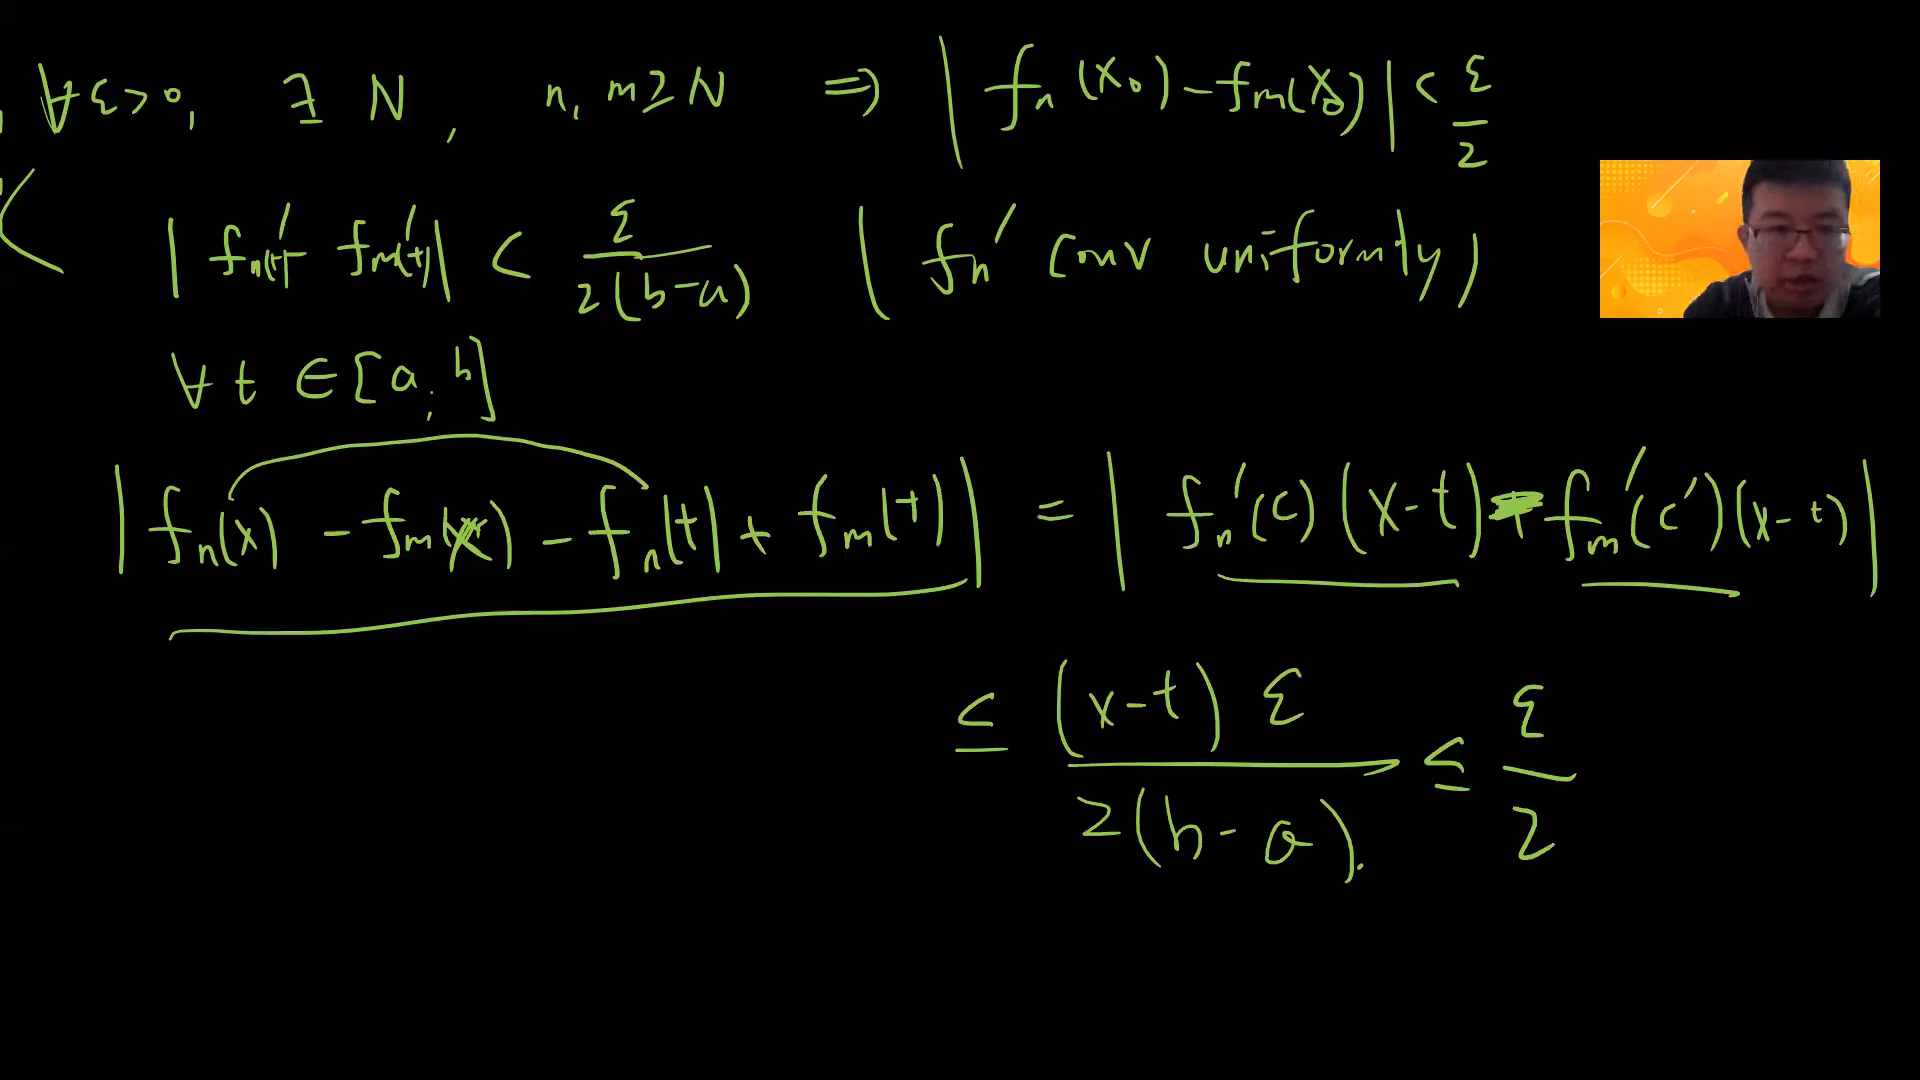 , ∀ε>0, ∃ N, n, m≥N ⇒ |fn(x0)-fm(x0)| < ε/2
|fn'(t)- fm'(t)| < ε/2(b-a) (fn' conv uniformly)
∀ t ∈ [a, b]
|fn(x) - fm(x) - fn(t) + fm(t)| = |fn'(c)(x-t) - fm'(c')(x-t)|
≤ (x-t) ε/2(b-a). ≤ ε/2